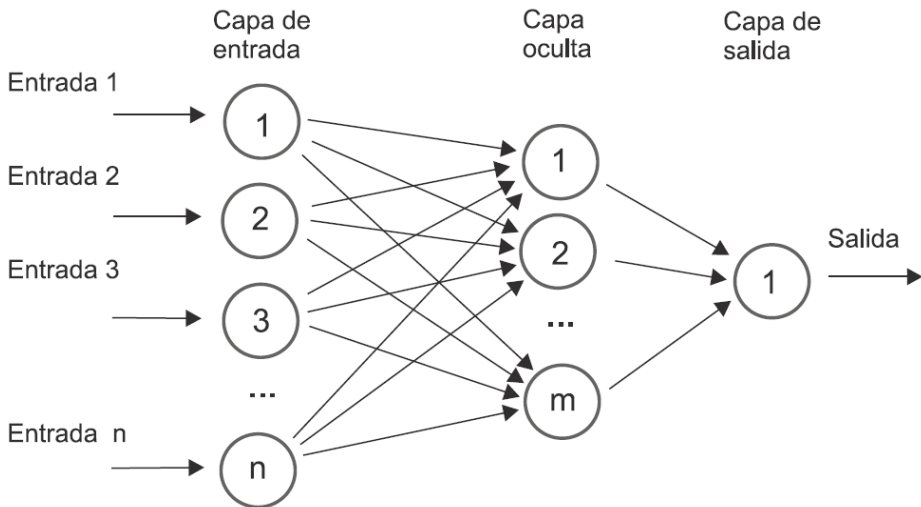 Capa de
entrada
Capa
oculta
Capa de
salida
Entrada 1
1
Entrada 2
2
Entrada 3
3
...
Entrada n
n
1
2
...
m
1
Salida